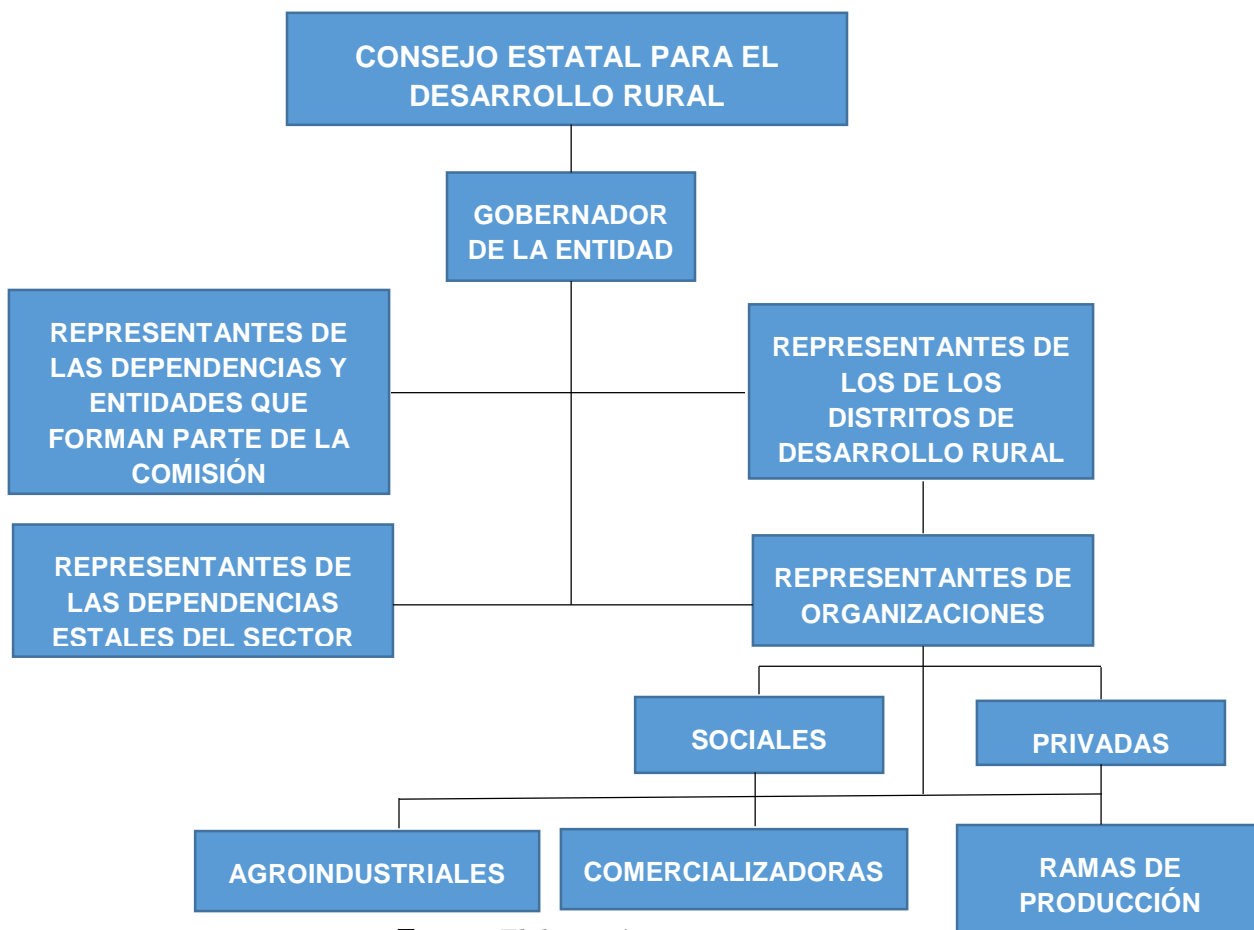 CONSEJO ESTATAL PARA EL
DESARROLLO RURAL
GOBERNADOR
DE LA ENTIDAD
REPRESENTANTES DE
LAS DEPENDENCIAS Y
ENTIDADES QUE
FORMAN PARTE DE LA
COMISIÓN
REPRESENTANTES DE
LOS DE LOS
DISTRITOS DE
DESARROLLO RURAL
REPRESENTANTES DE
LAS DEPENDENCIAS
ESTALES DEL SECTOR
REPRESENTANTES DE
ORGANIZACIONES
SOCIALES
PRIVADAS
AGROINDUSTRIALES
COMERCIALIZADORAS
RAMAS DE
PRODUCCIÓN